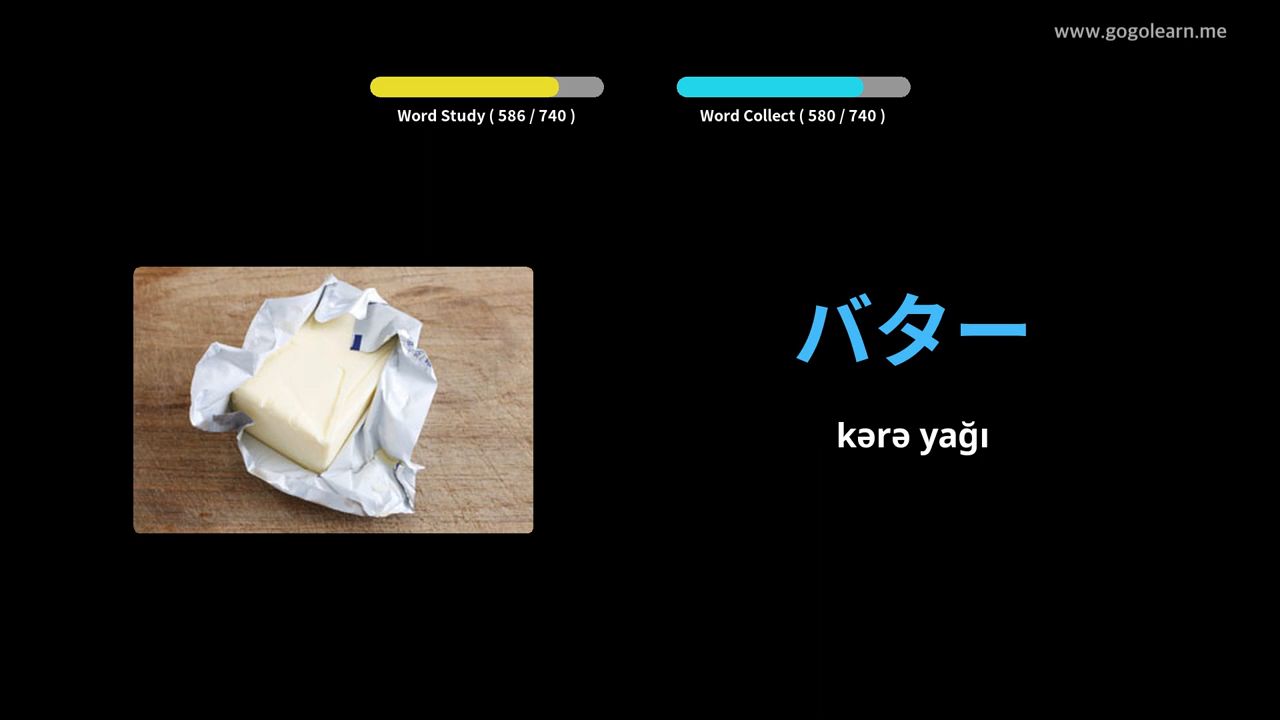 www.gogolearn.me
Word Study ( 586 / 740 )
Word Collect ( 580 / 740 )
バター
kərə yağı